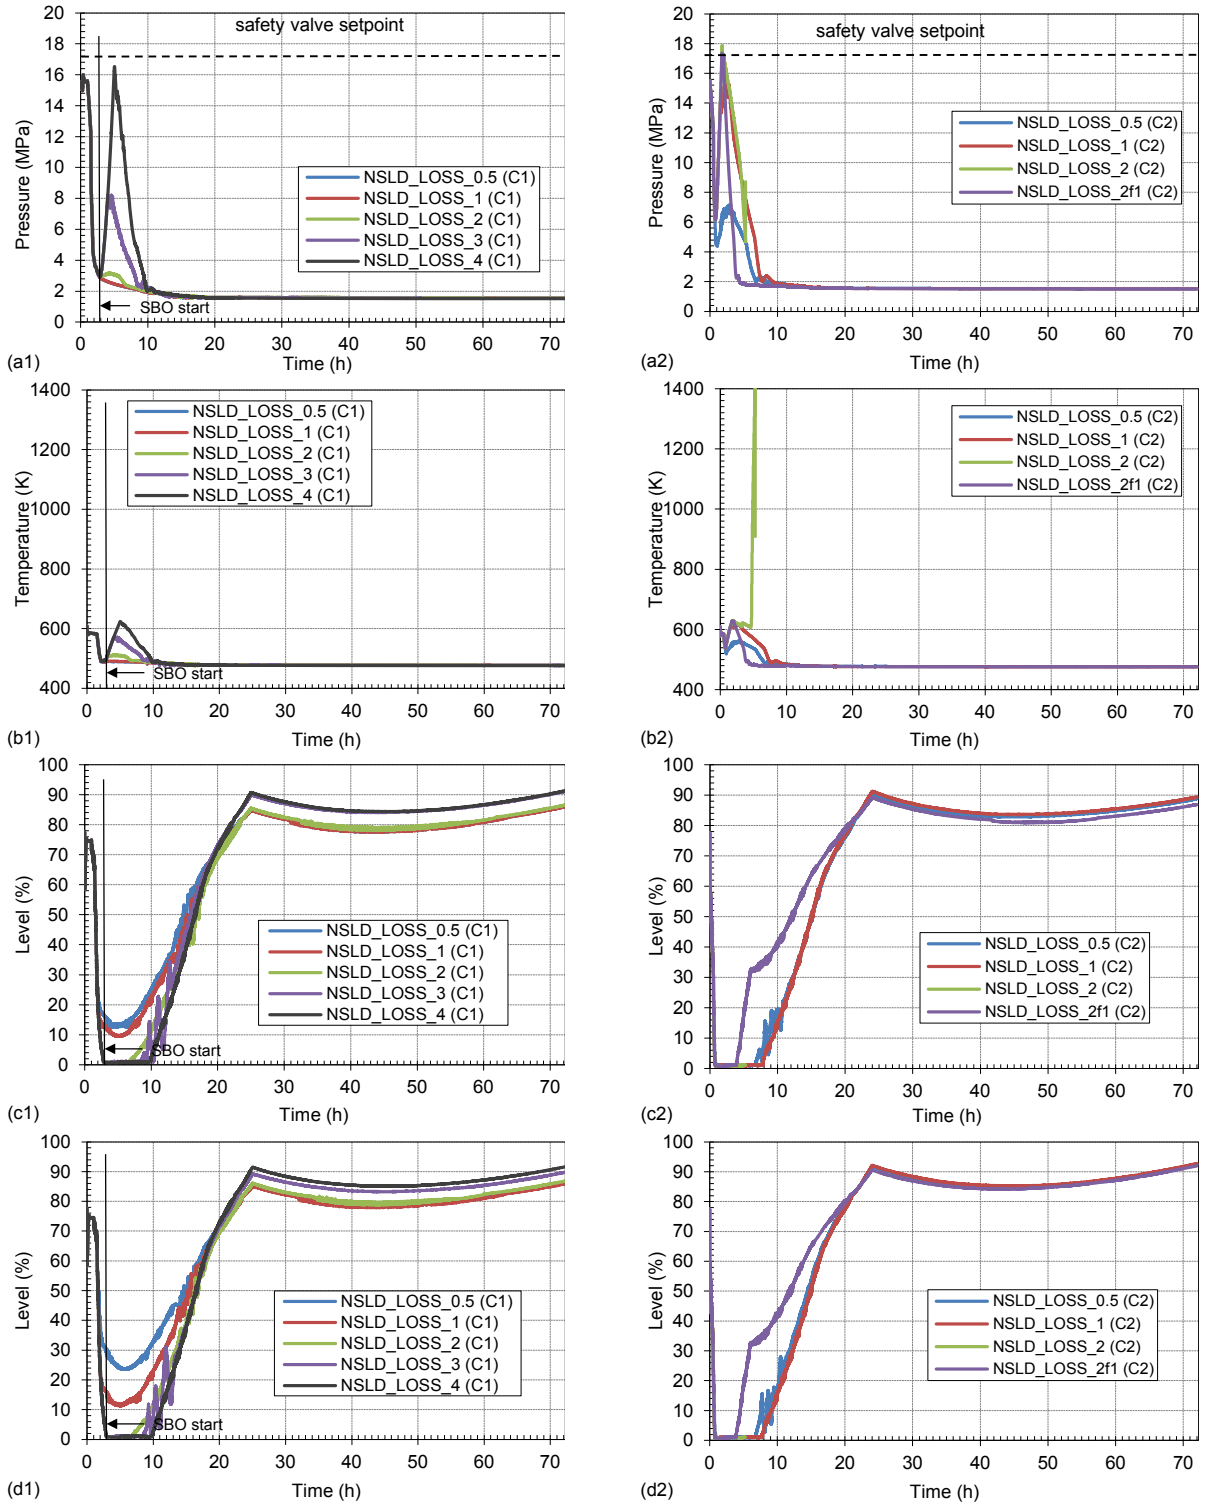 safety valve setpoint
20
18
16
14
12
10
8
6
4
2
0
Pressure (MPa)
NSLD_LOSS_0.5 (C1)
NSLD_LOSS_1 (C1)
NSLD_LOSS_2 (C1)
NSLD_LOSS_3 (C1)
NSLD_LOSS_4 (C1)
SBO start
0 10 20 30 40 50 60 70
Time (h)
(a1)
safety valve setpoint
20
18
16
14
12
10
8
6
4
2
0
Pressure (MPa)
NSLD_LOSS_0.5 (C2)
NSLD_LOSS_1 (C2)
NSLD_LOSS_2 (C2)
NSLD_LOSS_2f1 (C2)
0 10 20 30 40 50 60 70
Time (h)
(a2)
1400
1200
1000
800
600
400
Temperature (K)
NSLD_LOSS_0.5 (C1)
NSLD_LOSS_1 (C1)
NSLD_LOSS_2 (C1)
NSLD_LOSS_3 (C1)
NSLD_LOSS_4 (C1)
SBO start
0 10 20 30 40 50 60 70
Time (h)
(b1)
1400
1200
1000
800
600
400
Temperature (K)
NSLD_LOSS_0.5 (C2)
NSLD_LOSS_1 (C2)
NSLD_LOSS_2 (C2)
NSLD_LOSS_2f1 (C2)
0 10 20 30 40 50 60 70
Time (h)
(b2)
100
90
80
70
60
50
40
30
20
10
0
Level (%)
NSLD_LOSS_0.5 (C1)
NSLD_LOSS_1 (C1)
NSLD_LOSS_2 (C1)
NSLD_LOSS_3 (C1)
NSLD_LOSS_4 (C1)
SBO start
0 10 20 30 40 50 60 70
Time (h)
(c1)
100
90
80
70
60
50
40
30
20
10
0
Level (%)
NSLD_LOSS_0.5 (C2)
NSLD_LOSS_1 (C2)
NSLD_LOSS_2 (C2)
NSLD_LOSS_2f1 (C2)
0 10 20 30 40 50 60 70
Time (h)
(c2)
100
90
80
70
60
50
40
30
20
10
0
Level (%)
NSLD_LOSS_0.5 (C1)
NSLD_LOSS_1 (C1)
NSLD_LOSS_2 (C1)
NSLD_LOSS_3 (C1)
NSLD_LOSS_4 (C1)
SBO start
0 10 20 30 40 50 60 70
Time (h)
(d1)
100
90
80
70
60
50
40
30
20
10
0
Level (%)
NSLD_LOSS_0.5 (C2)
NSLD_LOSS_1 (C2)
NSLD_LOSS_2 (C2)
NSLD_LOSS_2f1 (C2)
0 10 20 30 40 50 60 70
Time (h)
(d2)